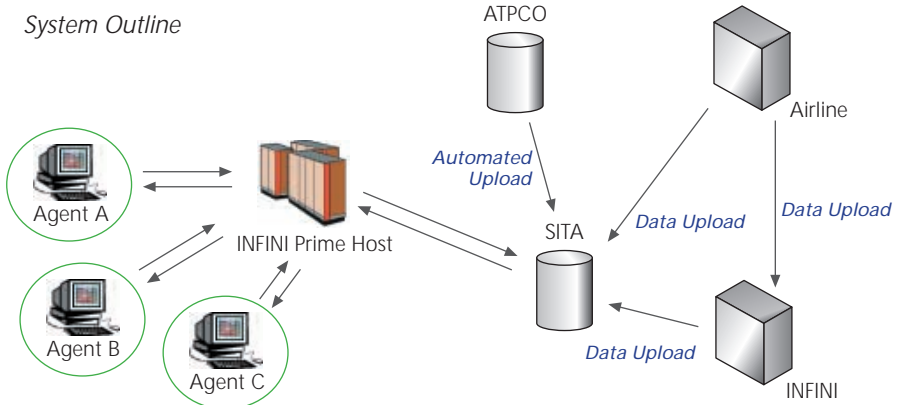 System Outline
ATPCO
Airline
Automated
Upload
Agent A
INFINI Prime Host
SITA
Data Upload
Data Upload
Agent B
Agent C
Data Upload
INFINI